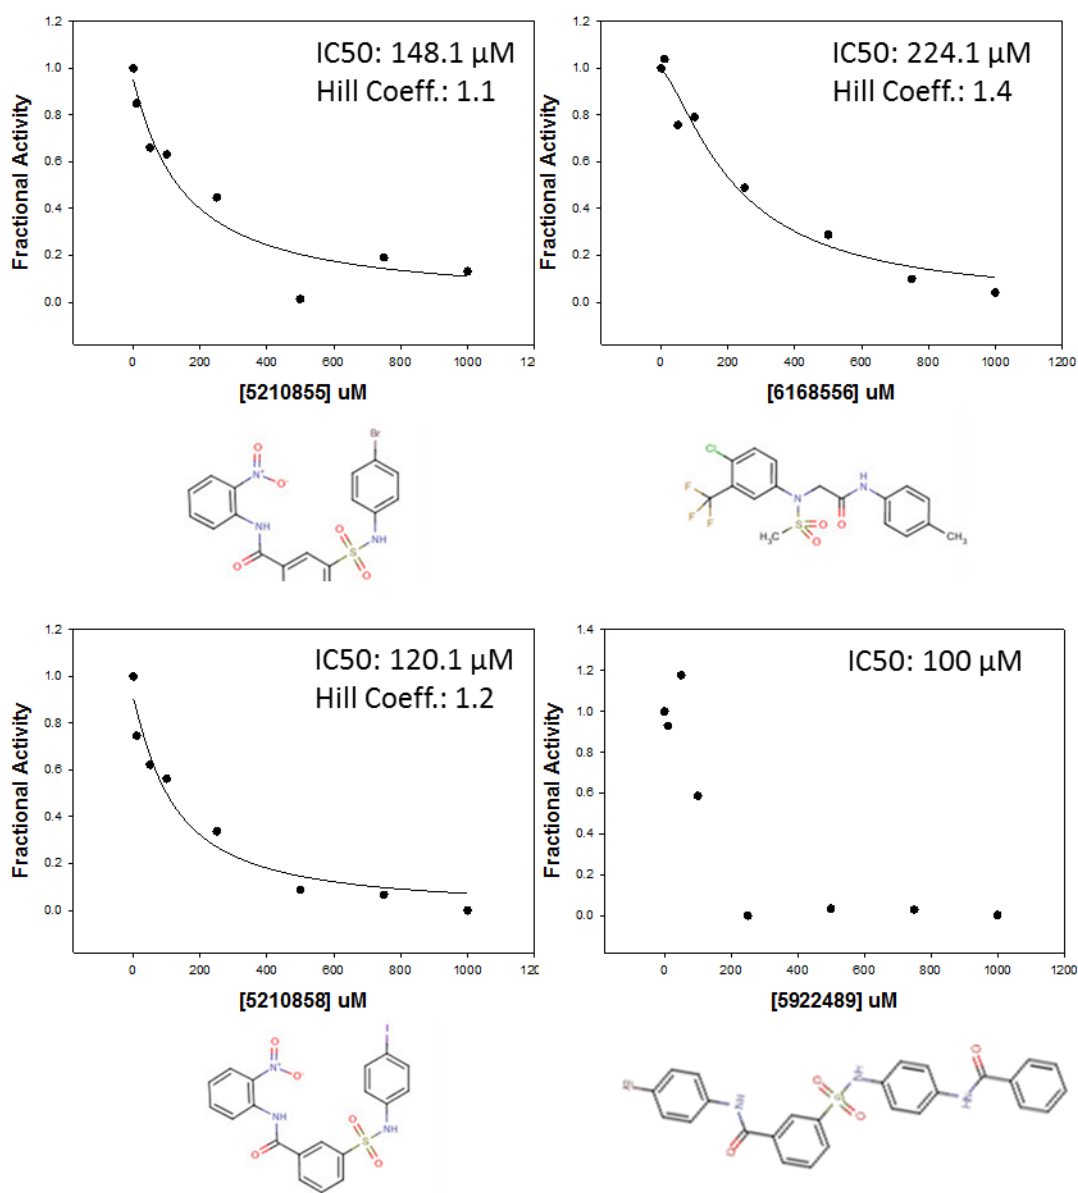 IC50: 148.1 µM
Hill Coeff.: 1.1
Fractional Activity
1.2
1.0
0.8
0.6
0.4
0.2
0.0
0 200 400 600 800 1000 12
[5210855] uM
IC50: 224.1 µM
Hill Coeff.: 1.4
Fractional Activity
1.2
1.0
0.8
0.6
0.4
0.2
0.0
0 200 400 600 800 1000 1200
[6168556] uM
Br
O
N+
O-
NH
O
O
S
NH
O
Cl
F
F
F
N
H3C
S
O
O
O
H
N
CH3
IC50: 120.1 µM
Hill Coeff.: 1.2
Fractional Activity
1.2
1.0
0.8
0.6
0.4
0.2
0.0
0 200 400 600 800 1000 120
[5210858] uM
IC50: 100 µM
Fractional Activity
1.4
1.2
1.0
0.8
0.6
0.4
0.2
0.0
0 200 400 600 800 1000 1200
[5922489] uM
I
O
N+
O-
NH
O
O
S
NH
O
Br
NH
O
O
S
O
NH
O
NH